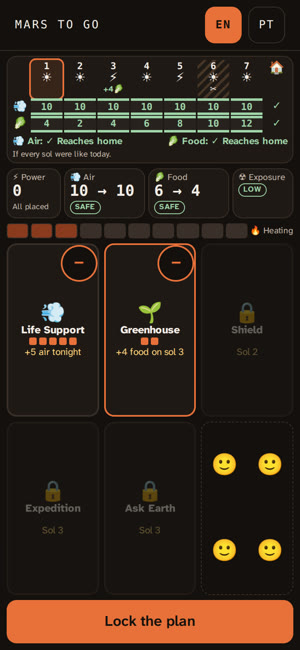 MARS TO GO
EN
PT
1 2 3 4 5 6 7
+4
10 10 10 10 10 10 10 ✓
4 2 4 6 8 10 12 ✓
Air: ✓ Reaches home
Food: ✓ Reaches home
If every sol were like today.
Power
0
All placed
Air
10 → 10
SAFE
Food
6 → 4
SAFE
Exposure
LOW
Heating
Life Support
+5 air tonight
Greenhouse
+4 food on sol 3
Shield
Sol 2
Expedition
Sol 3
Ask Earth
Sol 3
Lock the plan